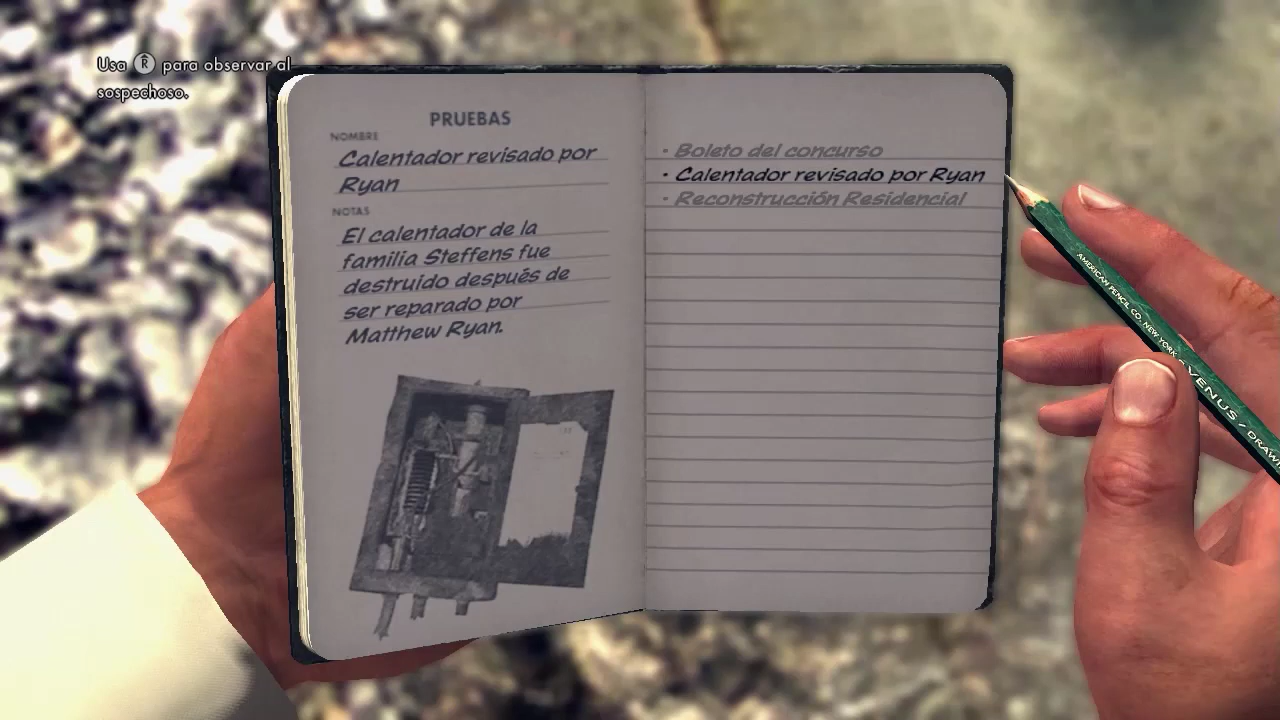 Usa R para observar al
sospechoso.
PRUEBAS
NOMBRE
Calentador revisado por
Ryan
NOTAS
El calentador de la
familia Steffens fue
destruido después de
ser reparado por
Matthew Ryan.
· Boleto del concurso
· Calentador revisado por Ryan
· Reconstrucción Residencial
AMERICAN PENCIL CO. NEW YORK
VENUS / DRAW